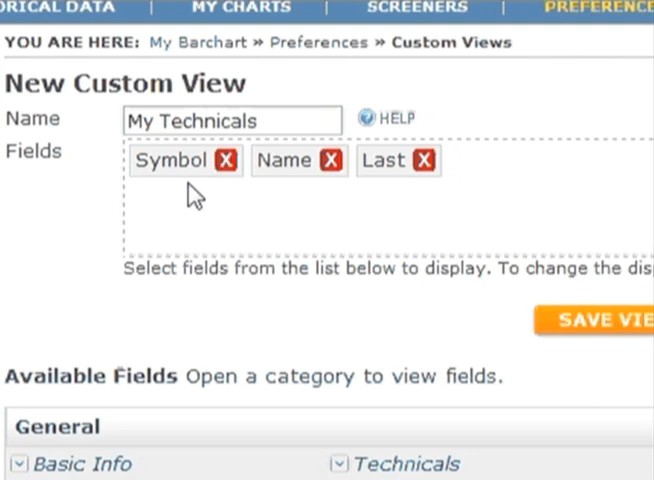 ORICAL DATA | MY CHARTS | SCREENERS | PREFERENCE
YOU ARE HERE: My Barchart » Preferences » Custom Views
New Custom View
Name My Technicals ? HELP
Fields Symbol X Name X Last X
Select fields from the list below to display. To change the dis
SAVE VIE
Available Fields Open a category to view fields.
General
Basic Info Technicals